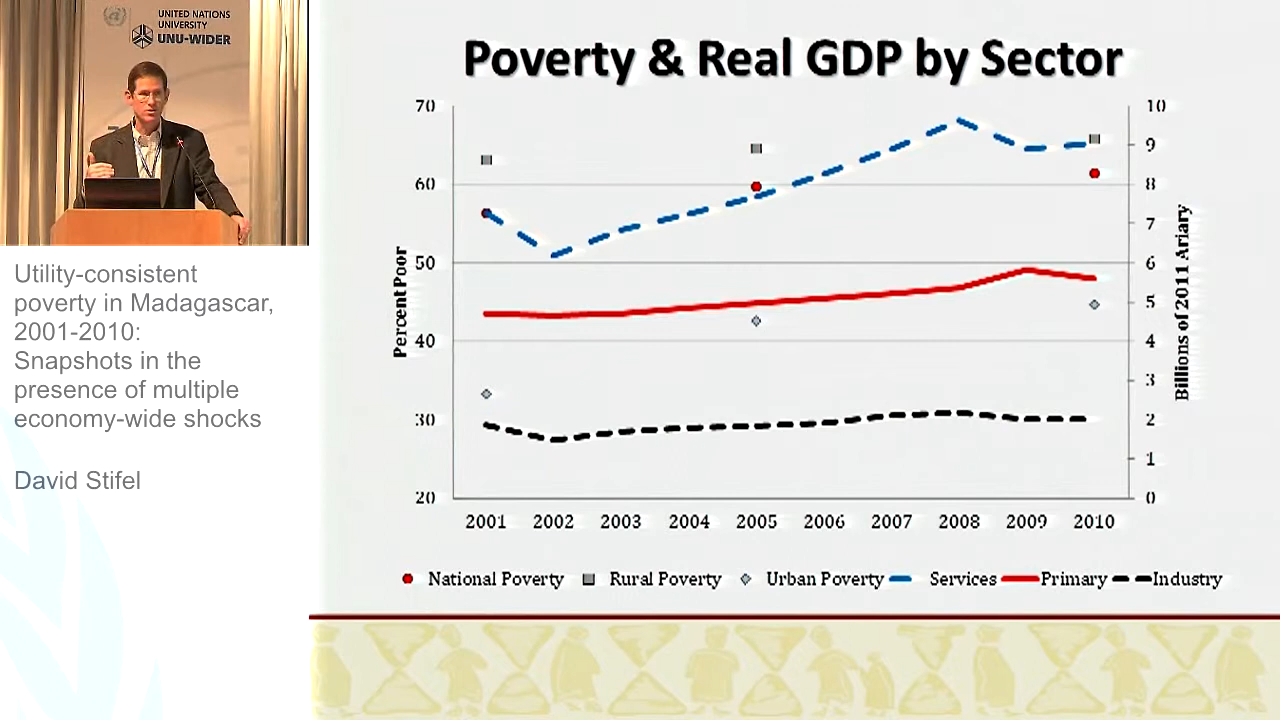 UNITED NATIONS
UNIVERSITY
UNU-WIDER
Utility-consistent
poverty in Madagascar,
2001-2010:
Snapshots in the
presence of multiple
economy-wide shocks
David Stifel
Poverty & Real GDP by Sector
70
60
50
40
30
20
Percent Poor
10
9
8
7
6
5
4
3
2
1
0
Billions of 2011 Ariary
2001 2002 2003 2004 2005 2006 2007 2008 2009 2010
National Poverty Rural Poverty Urban Poverty Services Primary Industry